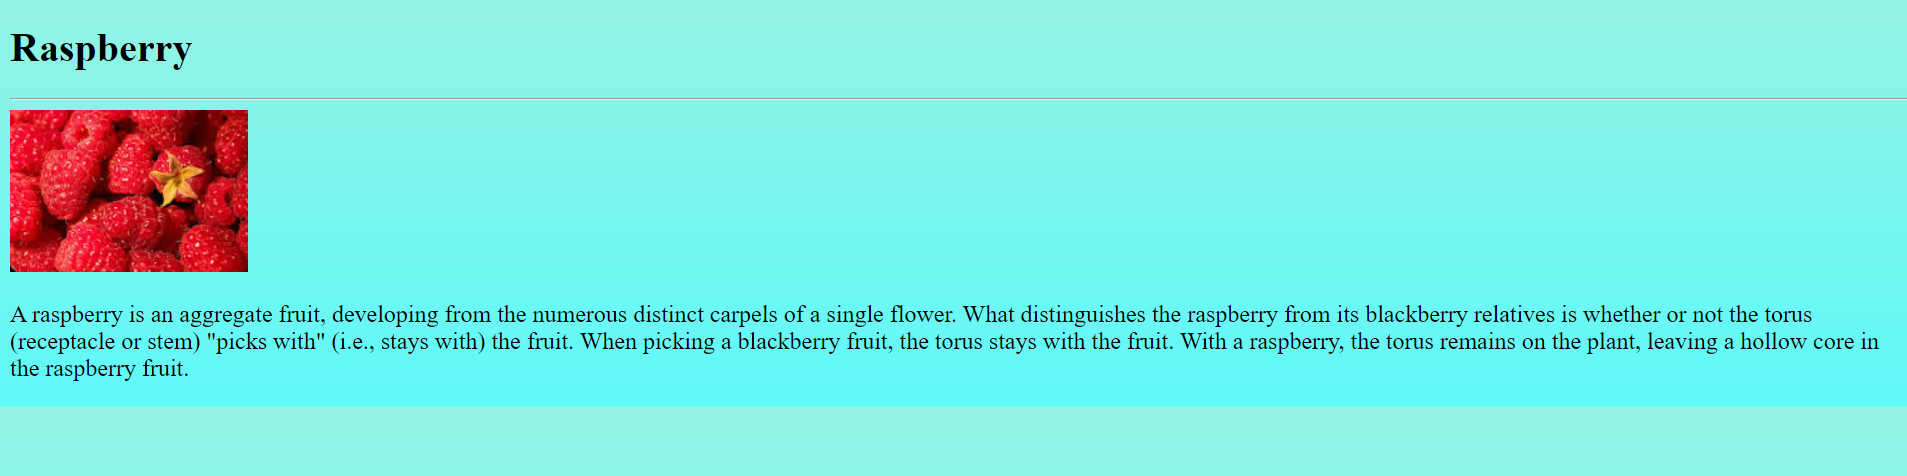 Raspberry
A raspberry is an aggregate fruit, developing from the numerous distinct carpels of a single flower. What distinguishes the raspberry from its blackberry relatives is whether or not the torus
(receptacle or stem) "picks with" (i.e., stays with) the fruit. When picking a blackberry fruit, the torus stays with the fruit. With a raspberry, the torus remains on the plant, leaving a hollow core in
the raspberry fruit.